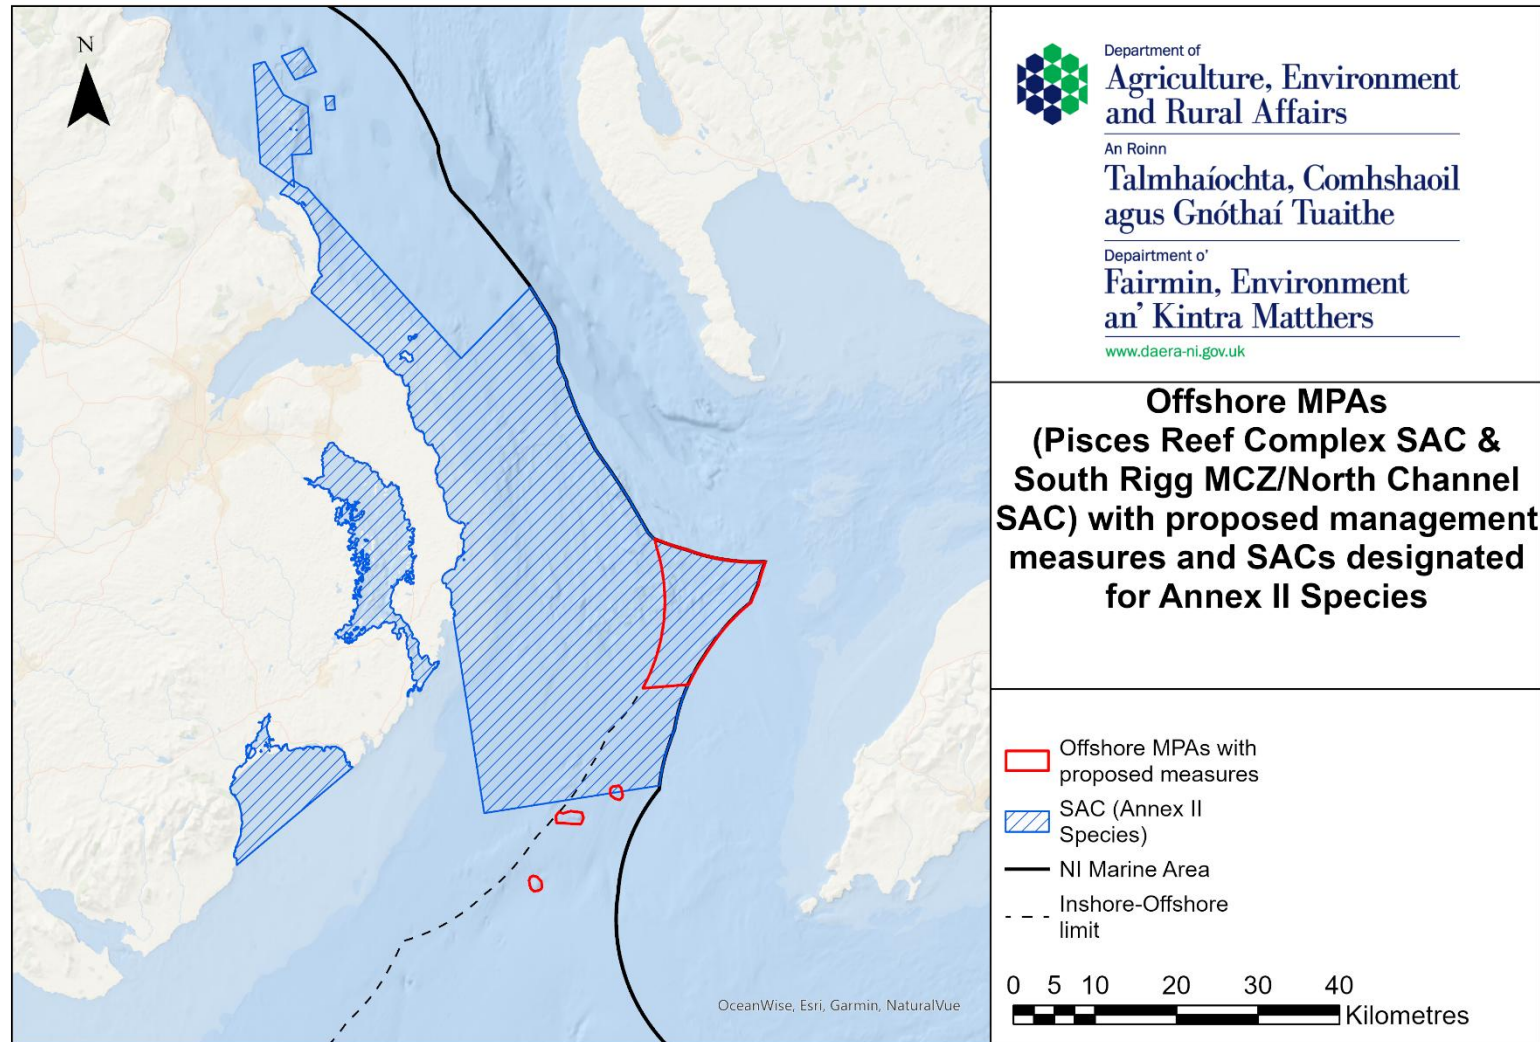 N
Department of
Agriculture, Environment
and Rural Affairs
An Roinn
Talmhaíochta, Comhshaoil
agus Gnóthaí Tuaithe
Depairtment o'
Fairmin, Environment
an' Kintra Matthers
www.daera-ni.gov.uk
Offshore MPAs
(Pisces Reef Complex SAC &
South Rigg MCZ/North Channel
SAC) with proposed management
measures and SACs designated
for Annex II Species
Offshore MPAs with
proposed measures
SAC (Annex II
Species)
NI Marine Area
Inshore-Offshore
limit
0 5 10 20 30 40
Kilometres
OceanWise, Esri, Garmin, NaturalVue